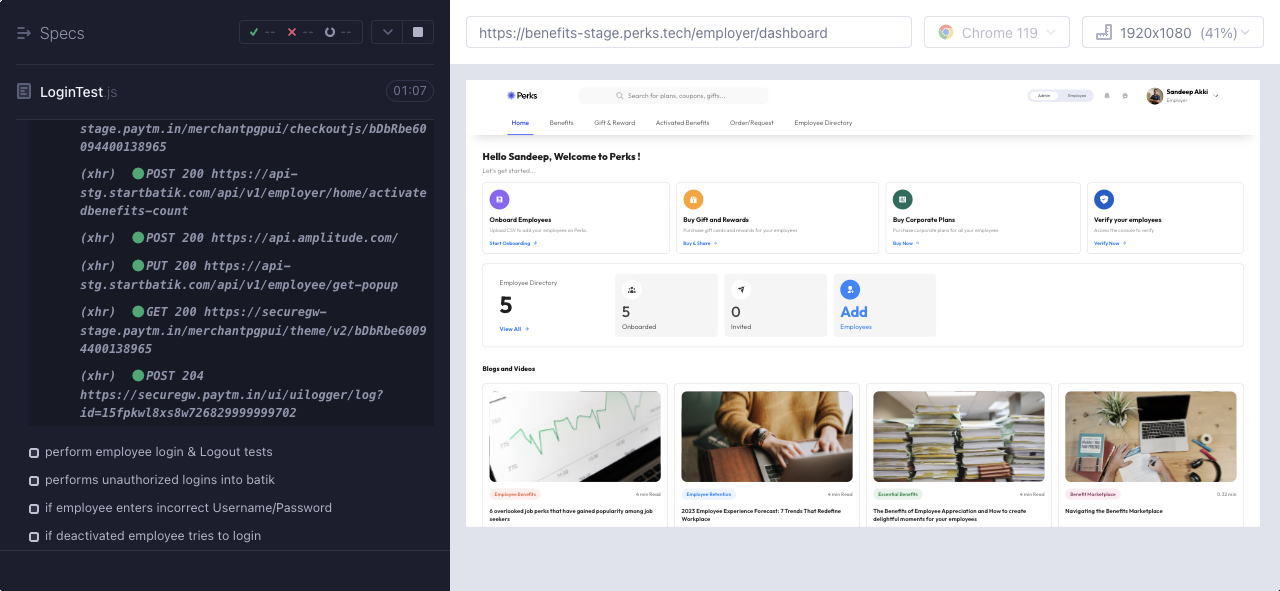 Specs
-- -- --
LoginTest.js
01:07
stage.paytm.in/merchantpgpui/checkoutjs/bDbRbe60
094400138965
(xhr) POST 200 https://api-
stg.startbatik.com/api/v1/employer/home/activate
dbenefits-count
(xhr) POST 200 https://api.amplitude.com/
(xhr) PUT 200 https://api-
stg.startbatik.com/api/v1/employee/get-popup
(xhr) GET 200 https://securegw-
stage.paytm.in/merchantpgpui/theme/v2/bDbRbe6009
4400138965
(xhr) POST 204
https://securegw.paytm.in/ui/uilogger/log?
id=15fpkwl8xs8w726829999999702
perform employee login & Logout tests
performs unauthorized logins into batik
if employee enters incorrect Username/Password
if deactivated employee tries to login
https://benefits-stage.perks.tech/employer/dashboard
Chrome 119
1920x1080 (41%)
Perks
Search for plans, coupons, gifts...
Admin Employee
Sandeep Akki
Employer
Home Benefits Gift & Reward Activated Benefits Order/Request Employee Directory
Hello Sandeep, Welcome to Perks !
Let's get started...
Onboard Employees
Upload CSV to add your employees on Perks
Start Onboarding
Buy Gift and Rewards
Purchase gift cards and rewards for your employees
Buy & Share
Buy Corporate Plans
Purchase corporate plans for all your employees
Buy Now
Verify your employees
Access the console to verify
Verify Now
Employee Directory
5
View All
5
Onboarded
0
Invited
Add
Employees
Blogs and Videos
Employee Benefits 4 min Read
6 overlooked job perks that have gained popularity among job
seekers
Employee Retention 4 min Read
2023 Employee Experience Forecast: 7 Trends That Redefine
Workplace
Essential Benefits 4 min Read
The Benefits of Employee Appreciation and How to create
delightful moments for your employees
Benefit Marketplace 0.32 min
Navigating the Benefits Marketplace